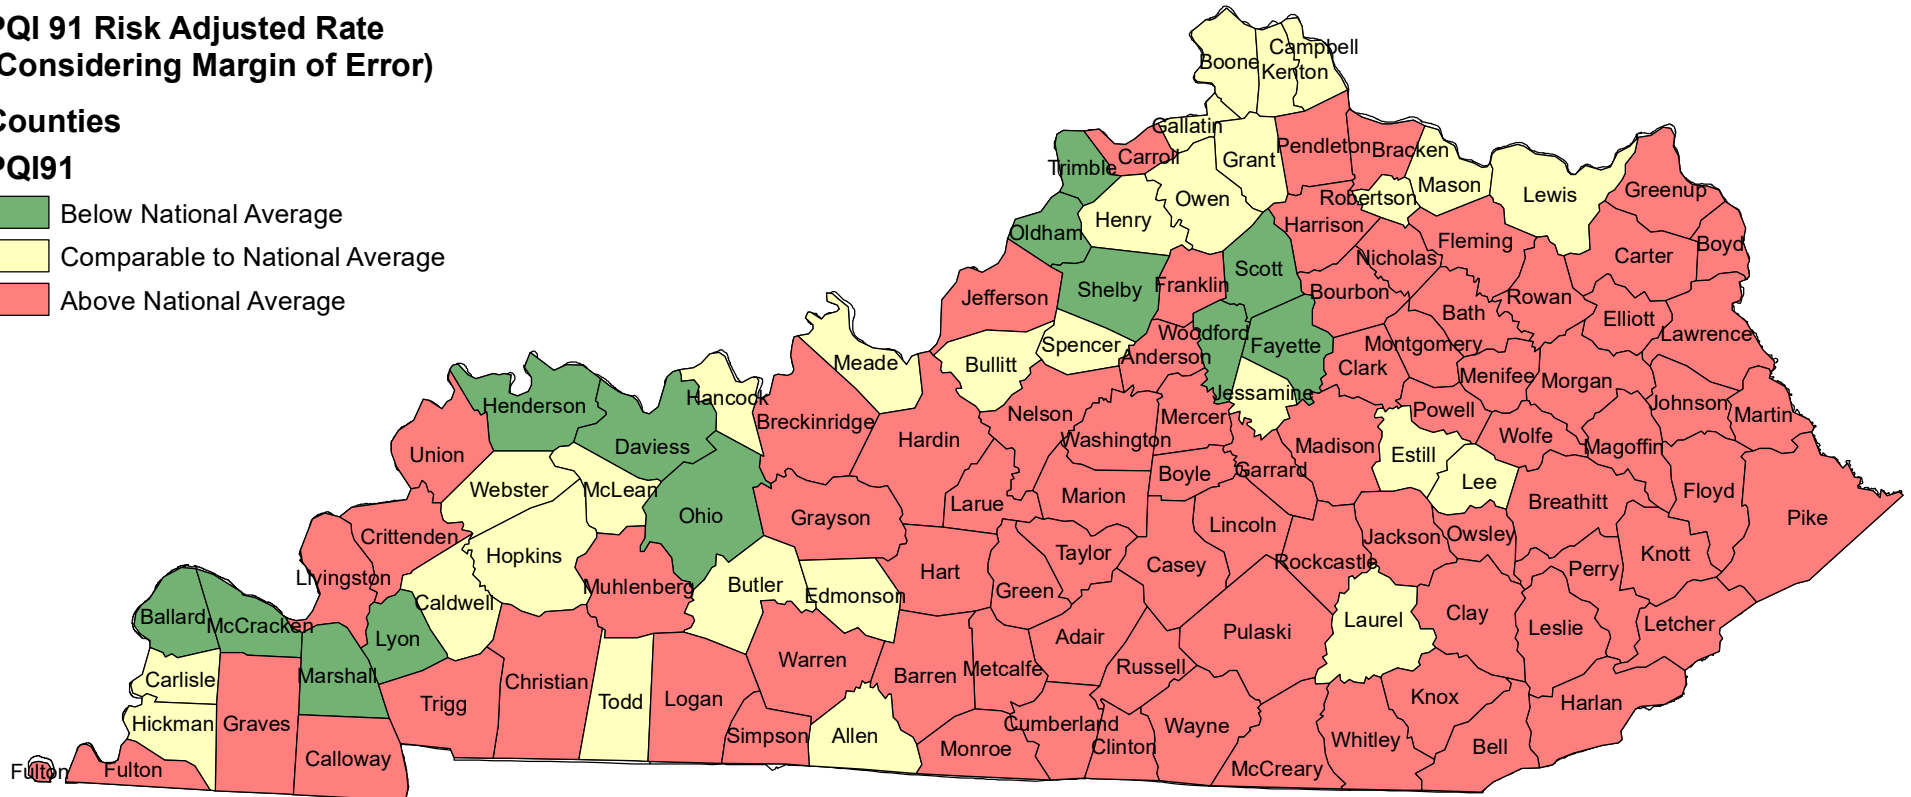 PQI 91 Risk Adjusted Rate
(Considering Margin of Error)
Counties
PQI91
Below National Average
Comparable to National Average
Above National Average
Boone
Campbell
Kenton
Gallatin
Trimble
Carroll
Grant
Pendleton
Bracken
Owen
Henry
Robertson
Mason
Lewis
Greenup
Oldham
Harrison
Fleming
Boyd
Nicholas
Carter
Scott
Jefferson
Shelby
Franklin
Bourbon
Rowan
Bath
Elliott
Lawrence
Woodford
Spencer
Anderson
Fayette
Montgomery
Meade
Bullitt
Clark
Menifee
Morgan
Jessamine
Hancock
Henderson
Breckinridge
Nelson
Mercer
Powell
Johnson
Martin
Daviess
Hardin
Washington
Madison
Wolfe
Magoffin
Union
Estill
Garrard
Boyle
Lee
Webster
McLean
Marion
Larue
Breathitt
Floyd
Ohio
Grayson
Lincoln
Pike
Crittenden
Jackson
Owsley
Hopkins
Taylor
Knott
Rockcastle
Casey
Perry
Livingston
Muhlenberg
Butler
Edmonson
Hart
Green
Caldwell
Ballard
McCracken
Lyon
Laurel
Clay
Leslie
Letcher
Pulaski
Adair
Warren
Barren
Metcalfe
Russell
Carlisle
Marshall
Christian
Todd
Logan
Trigg
Knox
Harlan
Hickman
Graves
Cumberland
Wayne
Simpson
Allen
Monroe
Clinton
Whitley
Bell
Calloway
McCreary
Fulton
Fulton